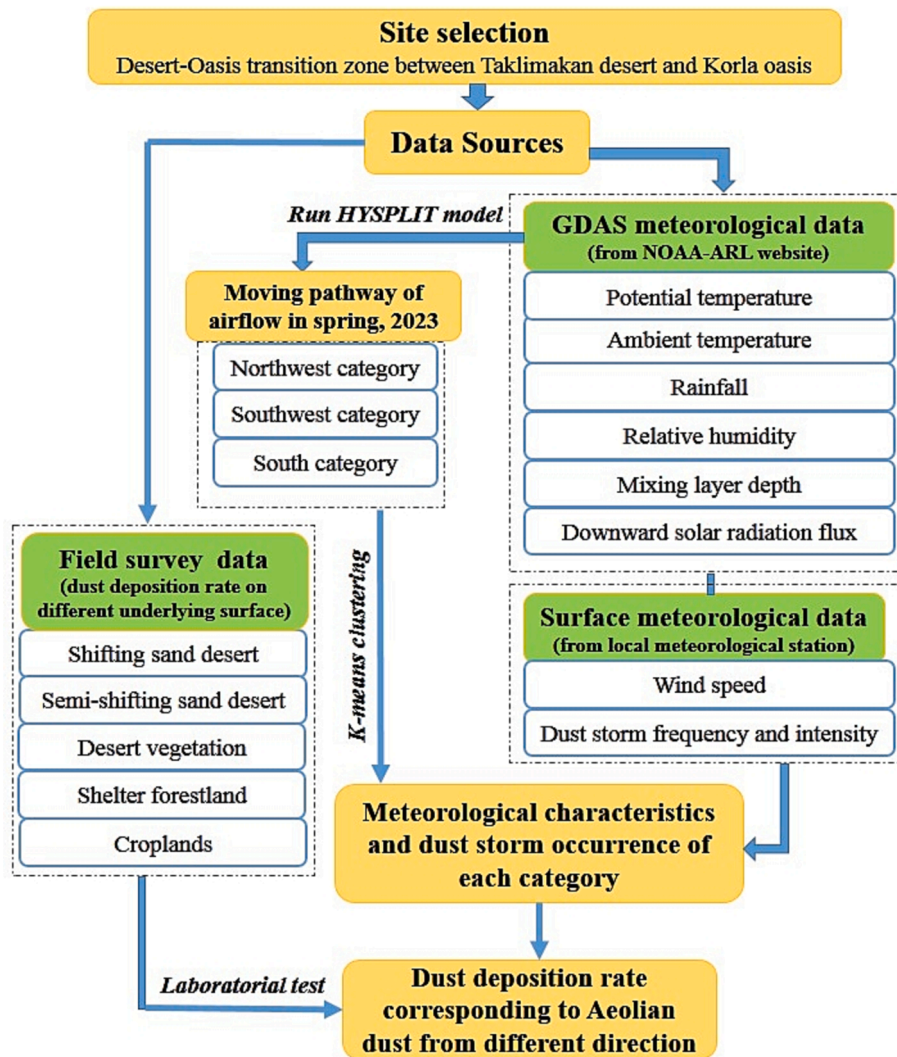 Site selection
Desert-Oasis transition zone between Taklimakan desert and Korla oasis
Data Sources
Run HYSPLIT model
GDAS meteorological data
(from NOAA-ARL website)
Potential temperature
Ambient temperature
Rainfall
Relative humidity
Mixing layer depth
Downward solar radiation flux
Moving pathway of
airflow in spring, 2023
Northwest category
Southwest category
South category
K-means clustering
Field survey data
(dust deposition rate on
different underlying surface)
Shifting sand desert
Semi-shifting sand desert
Desert vegetation
Shelter forestland
Croplands
Surface meteorological data
(from local meteorological station)
Wind speed
Dust storm frequency and intensity
Meteorological characteristics
and dust storm occurrence of
each category
Laboratorial test
Dust deposition rate
corresponding to Aeolian
dust from different direction